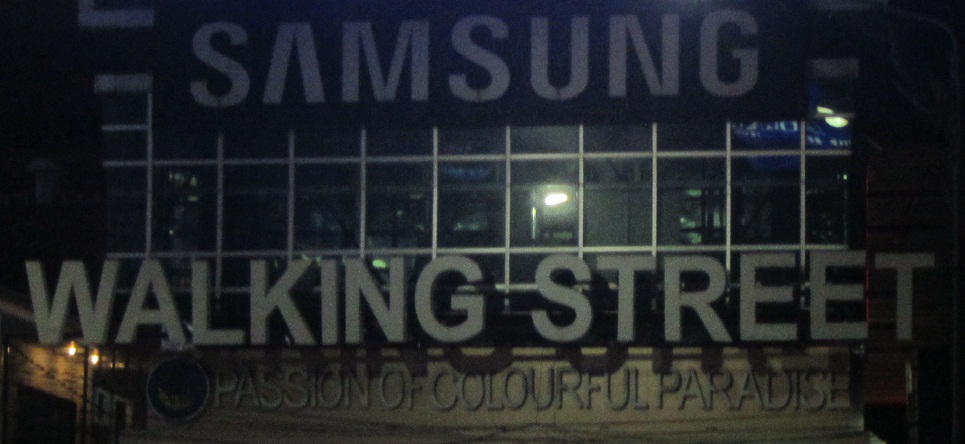 SAMSUNG
WALKING STREET
PASSION OF COLOURFUL PARADISE